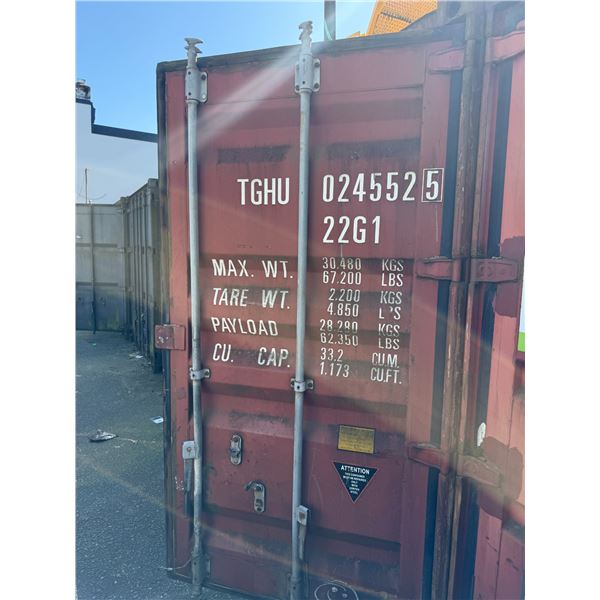 TGHU 024552 5
22G1
MAX. WT. 30.480 KGS
67.200 LBS
TARE WT. 2.200 KGS
4.850 LBS
PAYLOAD 28.280 KGS
62.350 LBS
CU. CAP. 33.2 CU.M.
1.173 CU.FT.
ATTENTION